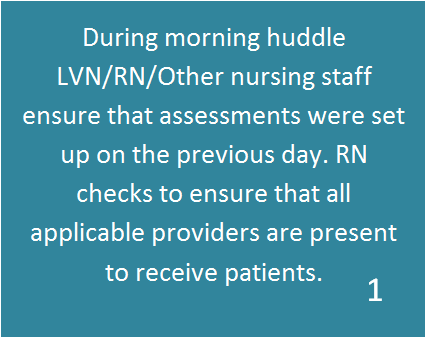 During morning huddle
LVN/RN/Other nursing staff
ensure that assessments were set
up on the previous day. RN
checks to ensure that all
applicable providers are present
to receive patients.
1